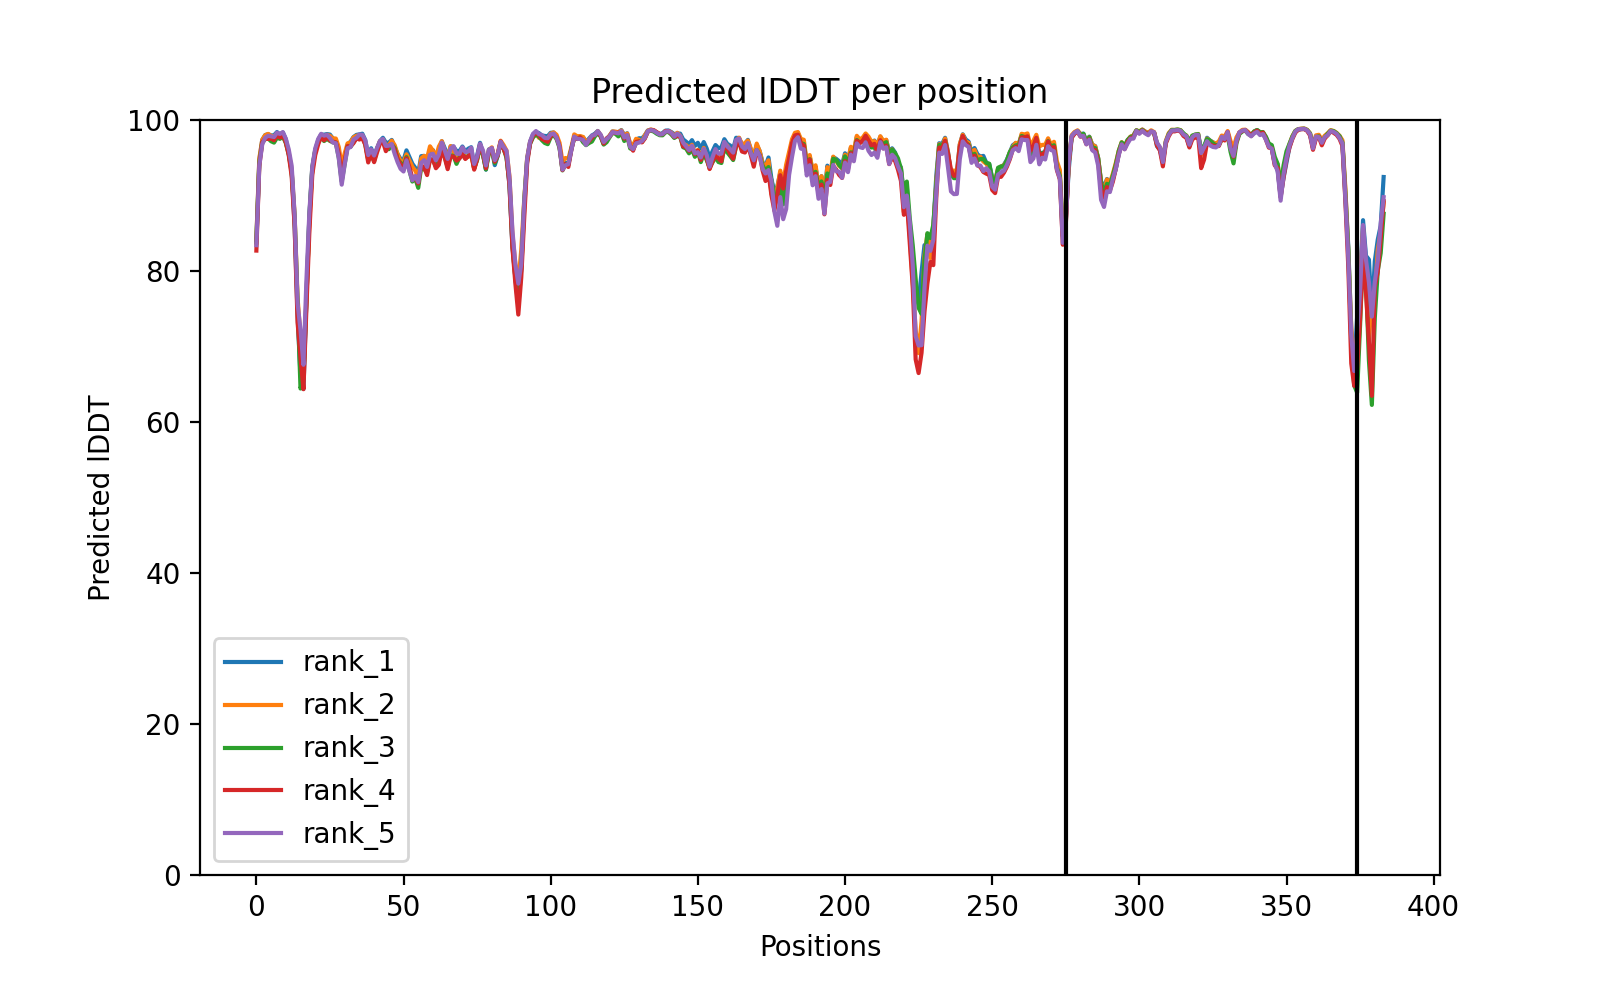 Predicted lDDT per position
100
80
60
40
20
0
Predicted lDDT
rank_1
rank_2
rank_3
rank_4
rank_5
0 50 100 150 200 250 300 350 400
Positions